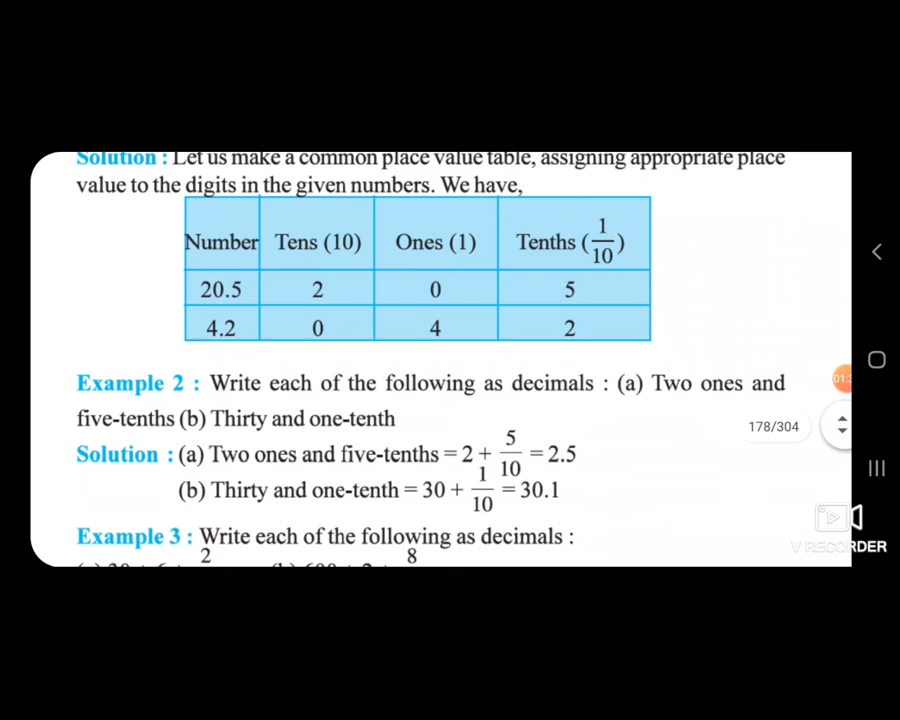 Solution : Let us make a common place value table, assigning appropriate place
value to the digits in the given numbers. We have,
Number Tens (10) Ones (1) Tenths (1/10)
20.5 2 0 5
4.2 0 4 2
Example 2 : Write each of the following as decimals : (a) Two ones and
five-tenths (b) Thirty and one-tenth
Solution : (a) Two ones and five-tenths = 2 + 5/10 = 2.5
(b) Thirty and one-tenth = 30 + 1/10 = 30.1
Example 3 : Write each of the following as decimals :
2 8
178/304
V RECORDER